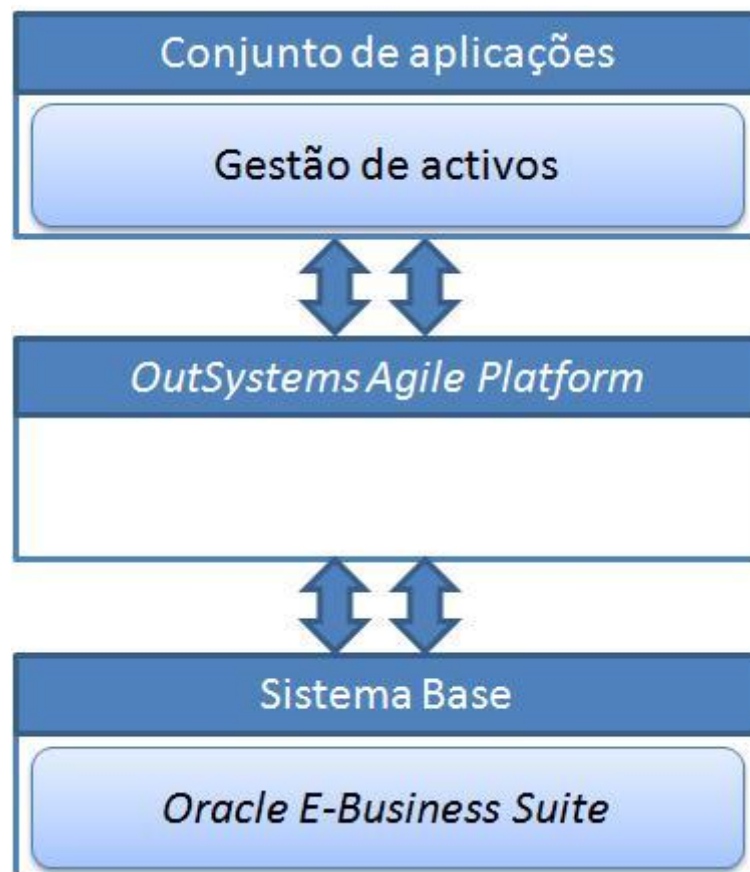 Conjunto de aplicações
Gestão de activos
OutSystems Agile Platform
Sistema Base
Oracle E-Business Suite